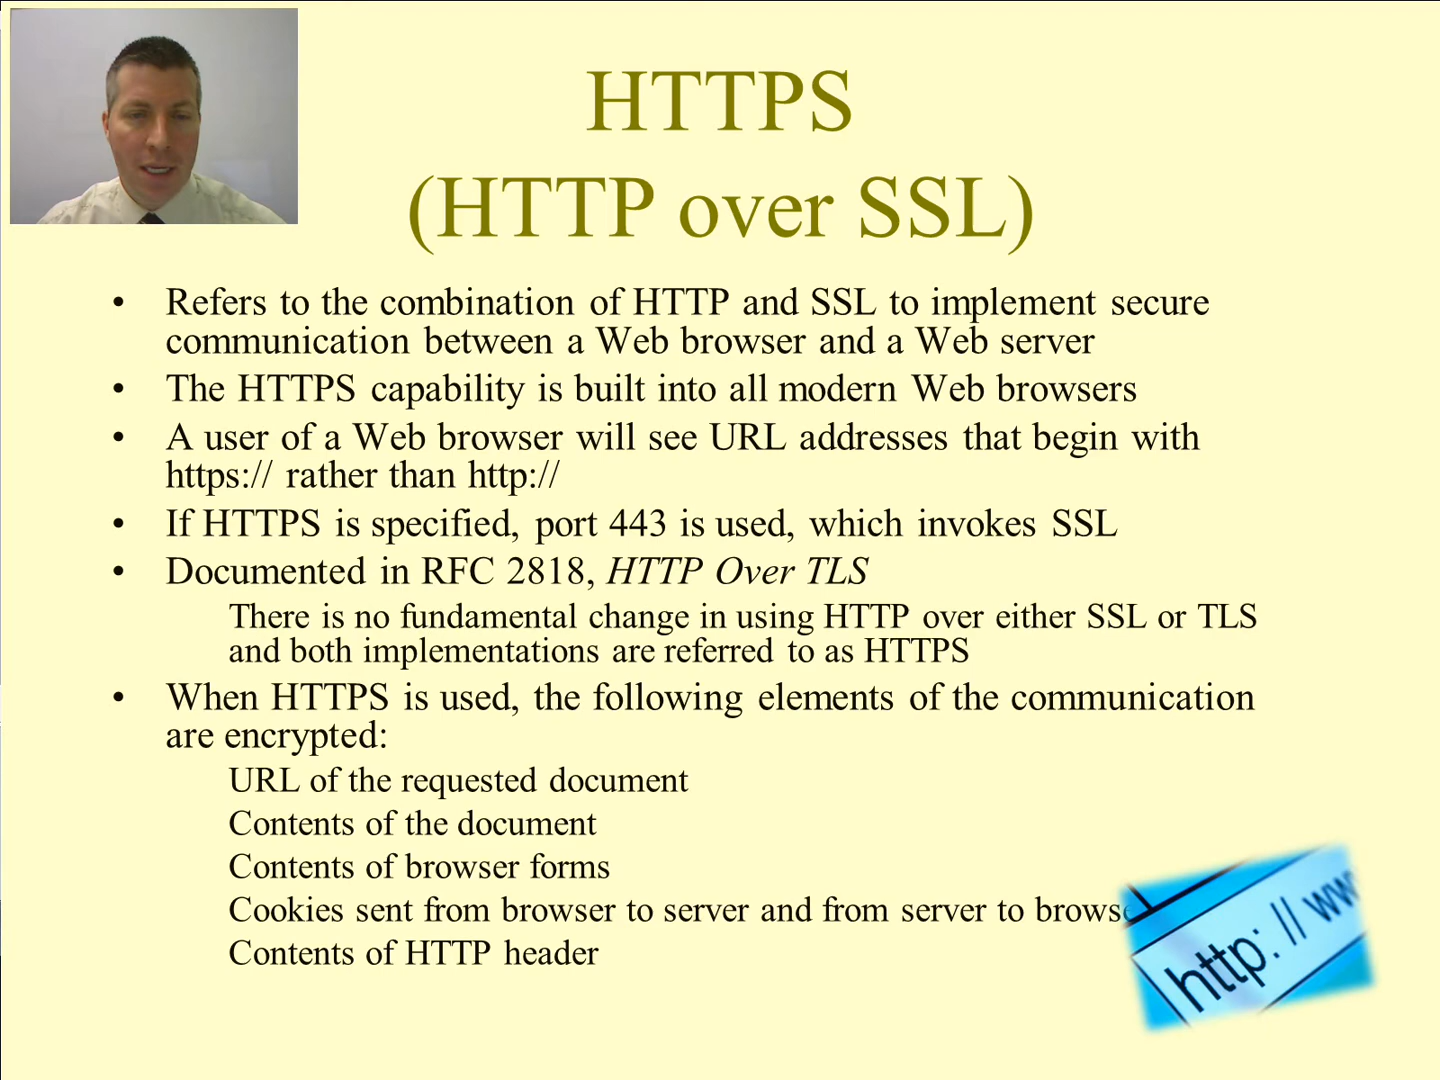 HTTPS
(HTTP over SSL)
• Refers to the combination of HTTP and SSL to implement secure
communication between a Web browser and a Web server
• The HTTPS capability is built into all modern Web browsers
• A user of a Web browser will see URL addresses that begin with
https:// rather than http://
• If HTTPS is specified, port 443 is used, which invokes SSL
• Documented in RFC 2818, HTTP Over TLS
There is no fundamental change in using HTTP over either SSL or TLS
and both implementations are referred to as HTTPS
• When HTTPS is used, the following elements of the communication
are encrypted:
URL of the requested document
Contents of the document
Contents of browser forms
Cookies sent from browser to server and from server to browse
Contents of HTTP header
http: // ww